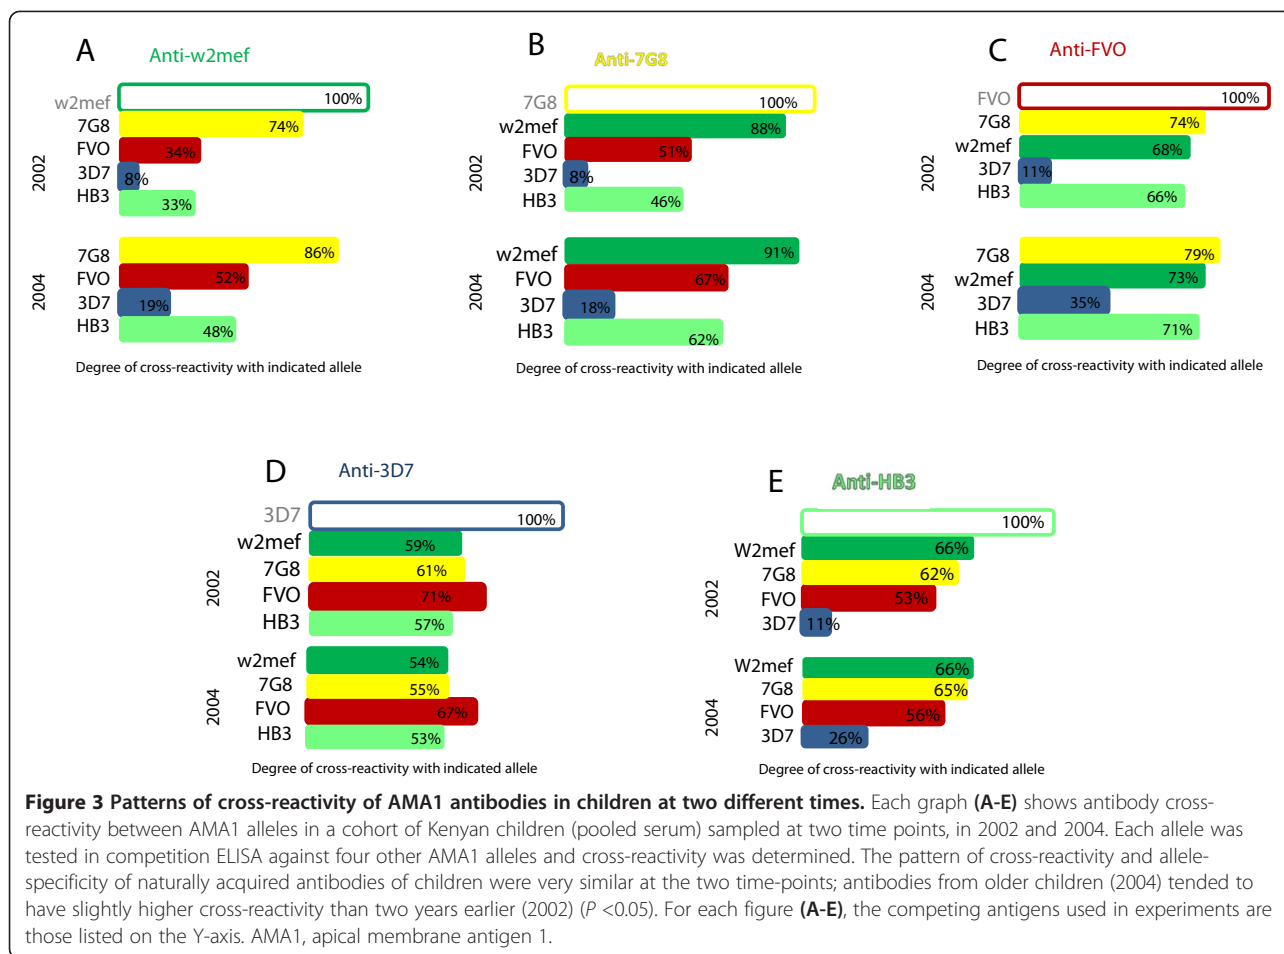 A
Anti-w2mef
w2mef 100%
7G8 74%
FVO 34%
3D7 8%
HB3 33%
2002
7G8 86%
FVO 52%
3D7 19%
HB3 48%
2004
Degree of cross-reactivity with indicated allele
B
Anti-7G8
7G8 100%
w2mef 88%
FVO 51%
3D7 8%
HB3 46%
2002
w2mef 91%
FVO 67%
3D7 18%
HB3 62%
2004
Degree of cross-reactivity with indicated allele
C
Anti-FVO
FVO 100%
7G8 74%
w2mef 68%
3D7 11%
HB3 66%
2002
7G8 79%
w2mef 73%
3D7 35%
HB3 71%
2004
Degree of cross-reactivity with indicated allele
D
Anti-3D7
3D7 100%
w2mef 59%
7G8 61%
FVO 71%
HB3 57%
2002
w2mef 54%
7G8 55%
FVO 67%
HB3 53%
2004
Degree of cross-reactivity with indicated allele
E
Anti-HB3
100%
W2mef 66%
7G8 62%
FVO 53%
3D7 11%
2002
W2mef 66%
7G8 65%
FVO 56%
3D7 26%
2004
Degree of cross-reactivity with indicated allele
Figure 3 Patterns of cross-reactivity of AMA1 antibodies in children at two different times. Each graph (A-E) shows antibody cross-
reactivity between AMA1 alleles in a cohort of Kenyan children (pooled serum) sampled at two time points, in 2002 and 2004. Each allele was
tested in competition ELISA against four other AMA1 alleles and cross-reactivity was determined. The pattern of cross-reactivity and allele-
specificity of naturally acquired antibodies of children were very similar at the two time-points; antibodies from older children (2004) tended to
have slightly higher cross-reactivity than two years earlier (2002) (P <0.05). For each figure (A-E), the competing antigens used in experiments are
those listed on the Y-axis. AMA1, apical membrane antigen 1.